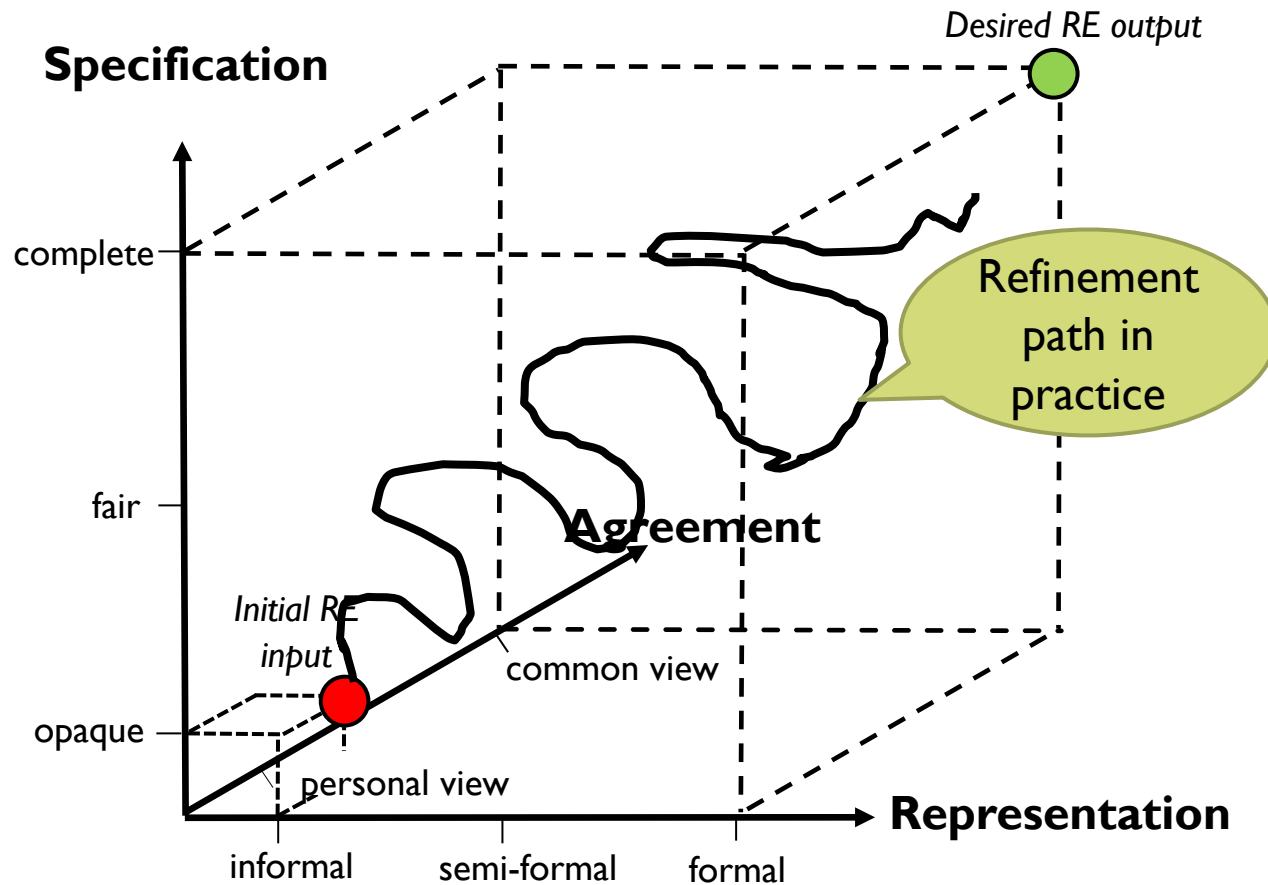 Desired RE output
Specification
complete
Refinement
path in
practice
fair
Agreement
Initial RE
input
common view
opaque
personal view
Representation
informal
semi-formal
formal